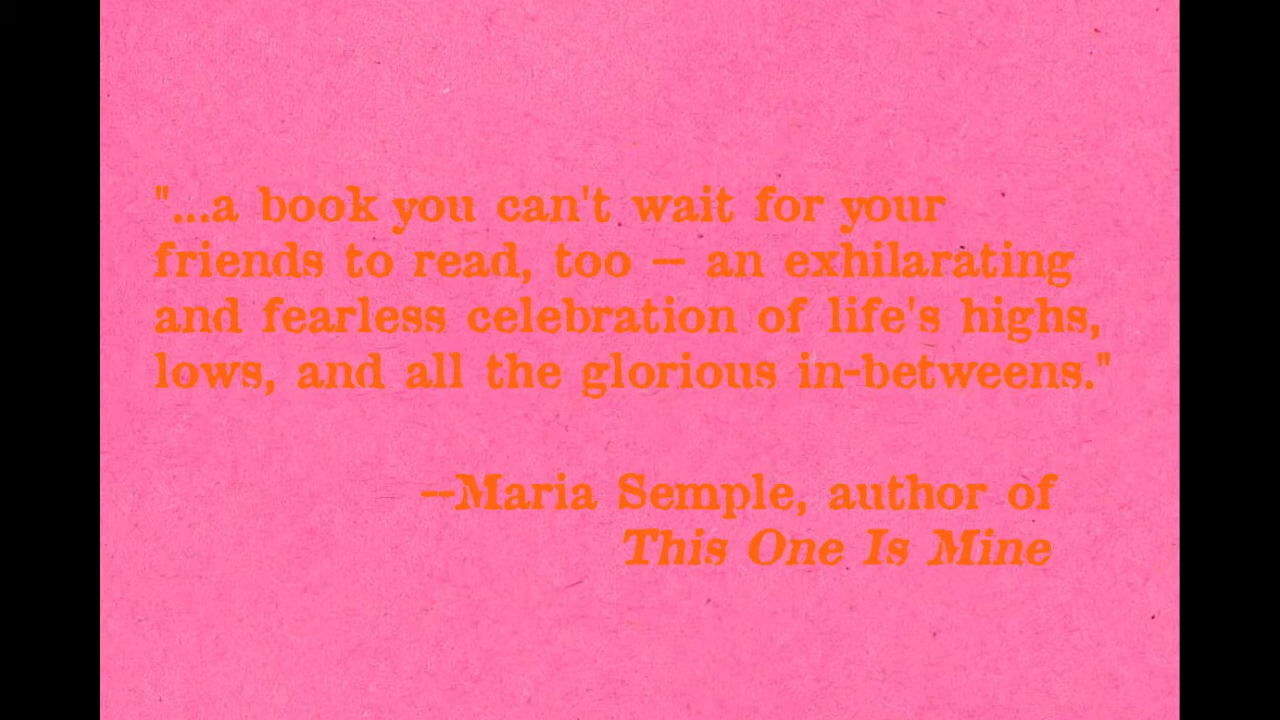 "...a book you can't wait for your
friends to read, too – an exhilarating
and fearless celebration of life's highs,
lows, and all the glorious in-betweens."
--Maria Semple, author of
This One Is Mine